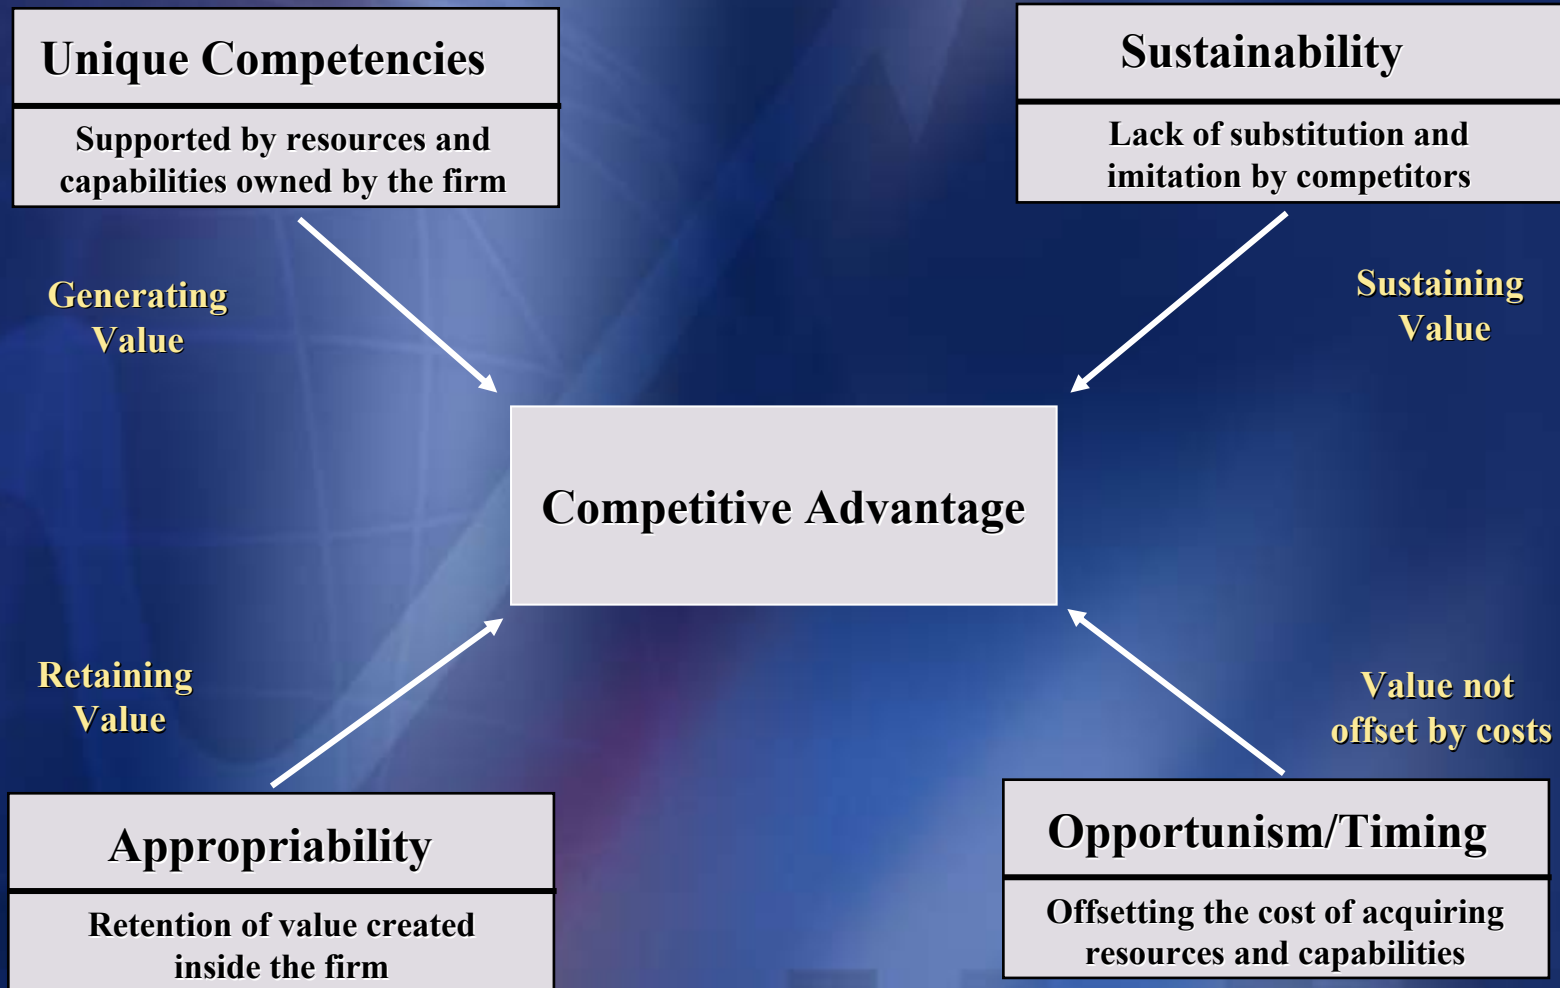 Unique Competencies
Supported by resources and
capabilities owned by the firm
Sustainability
Lack of substitution and
imitation by competitors
Generating
Value
Sustaining
Value
Competitive Advantage
Retaining
Value
Value not
offset by costs
Appropriability
Retention of value created
inside the firm
Opportunism/Timing
Offsetting the cost of acquiring
resources and capabilities